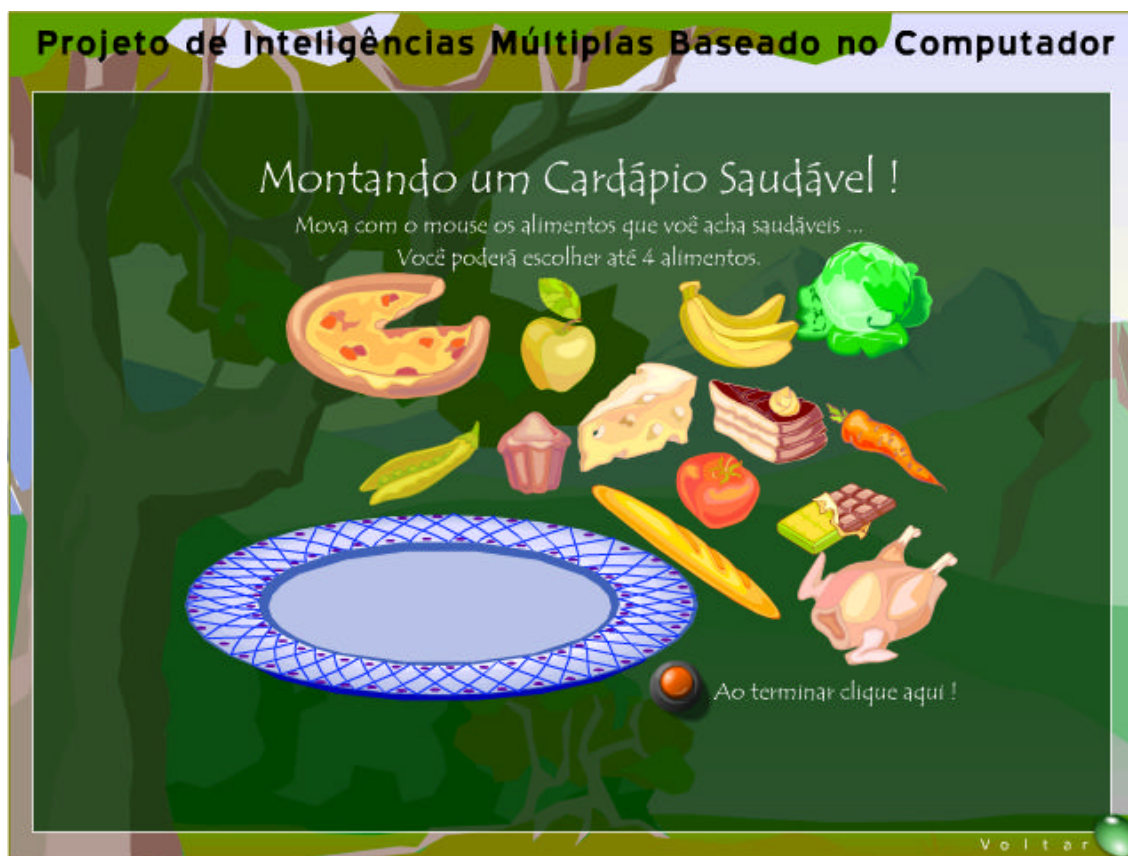 Projeto de Inteligências Múltiplas Baseado no Computador
Montando um Cardápio Saudável !
Mova com o mouse os alimentos que voê acha saudáveis ...
Você poderá escolher até 4 alimentos.
Ao terminar clique aqui !
Voltar